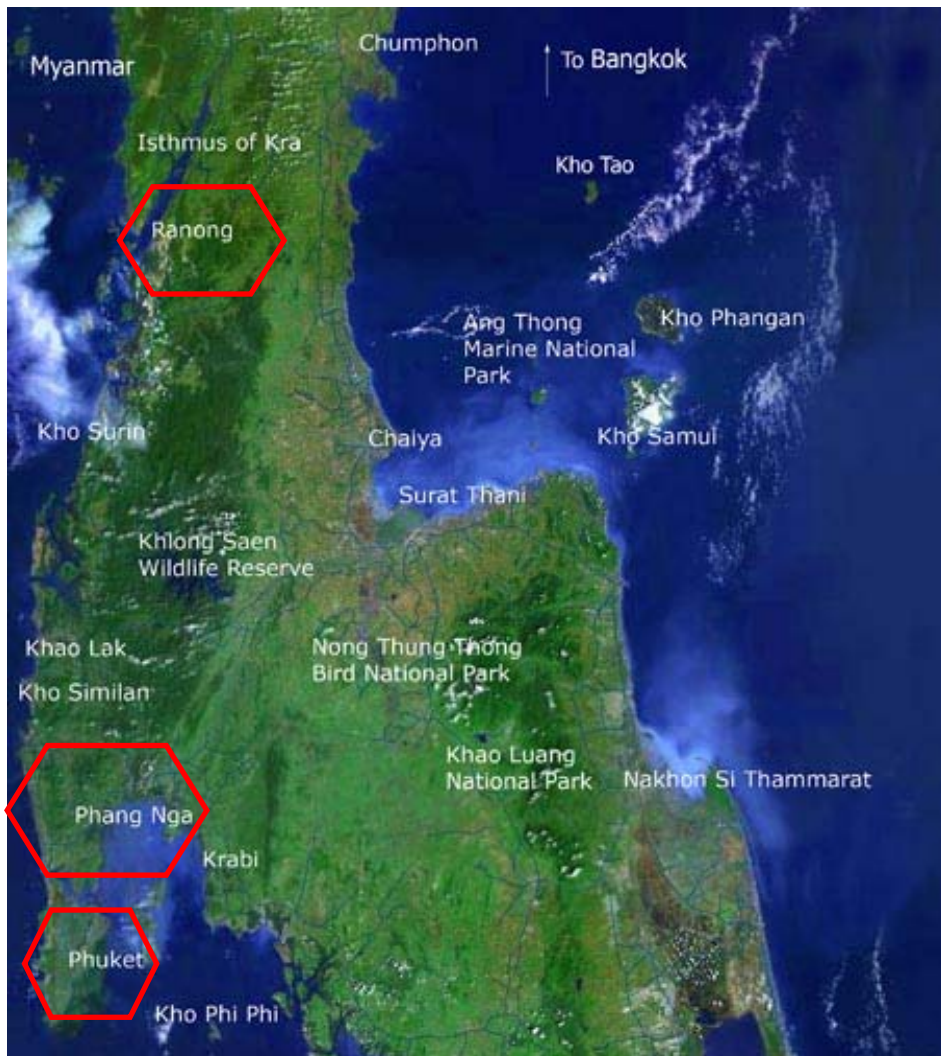 Chumphon
Myanmar
To Bangkok
Isthmus of Kra
Kho Tao
Ranong
Ang Thong
Marine National
Park
Kho Phangan
Kho Surin
Chaiya
Kho Samui
Surat Thani
Khlong Saen
Wildlife Reserve
Khao Lak
Nong Thung Thong
Bird National Park
Kho Similan
Khao Luang
National Park
Nakhon Si Thammarat
Phang Nga
Krabi
Phuket
Kho Phi Phi